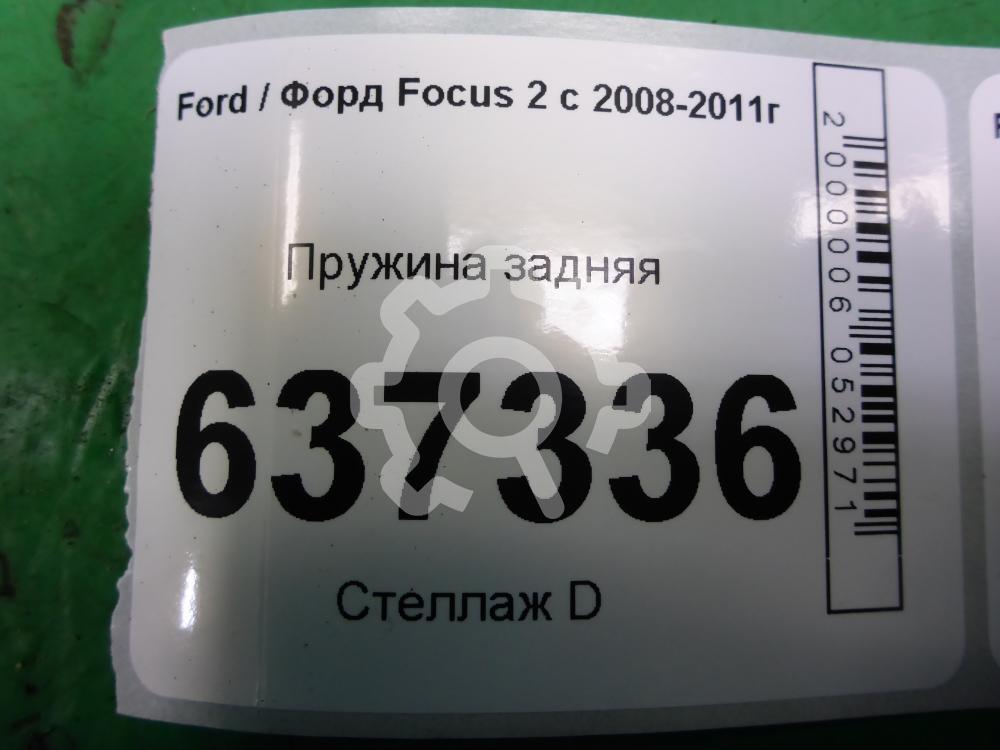 Ford / Форд Focus 2 с 2008-2011г
Пружина задняя
637336
Стеллаж D
2000006052971